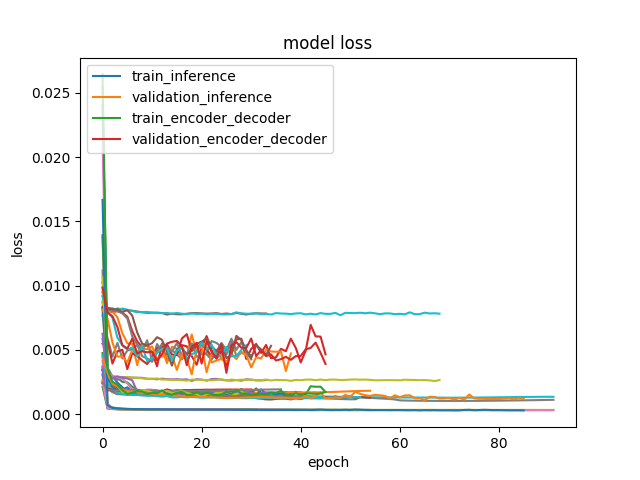 model loss
train_inference
validation_inference
train_encoder_decoder
validation_encoder_decoder
0.025
0.020
0.015
0.010
0.005
0.000
loss
0 20 40 60 80
epoch